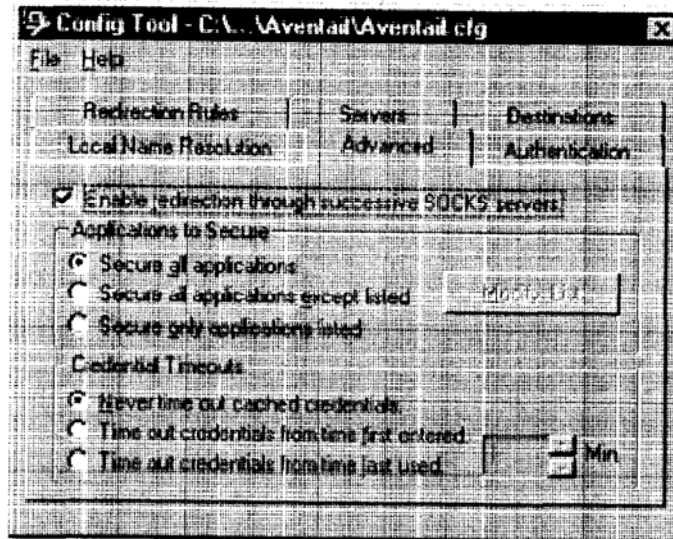 Config Tool - C:\...\Aventail\Aventail.cfg
File Help
Redirection Rules Servers Destinations
Local Name Resolution Advanced Authentication
Enable redirection through successive SOCKS servers
Applications to Secure
Secure all applications
Secure all applications except listed
Modify List...
Secure only applications listed
Credential Timeouts
Never time out cached credentials.
Time out credentials from time first entered.
Time out credentials from time last used.
Min.